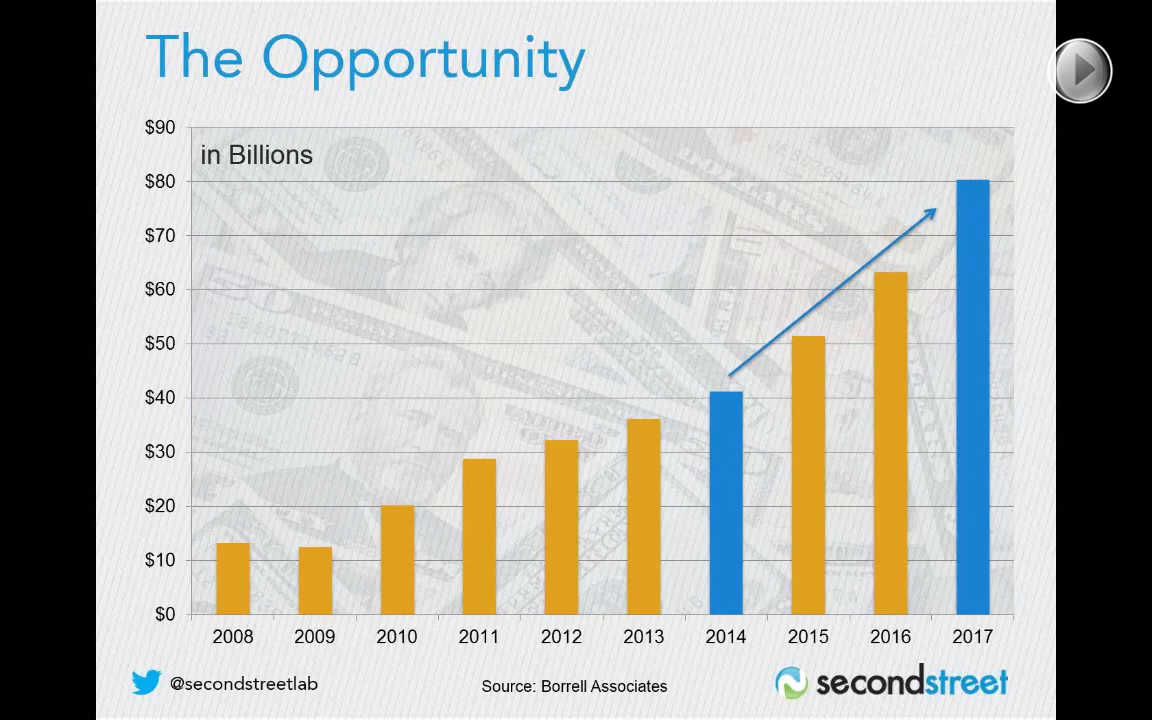 The Opportunity
in Billions
$90
$80
$70
$60
$50
$40
$30
$20
$10
$0
2008 2009 2010 2011 2012 2013 2014 2015 2016 2017
@secondstreetlab
Source: Borrell Associates
secondstreet